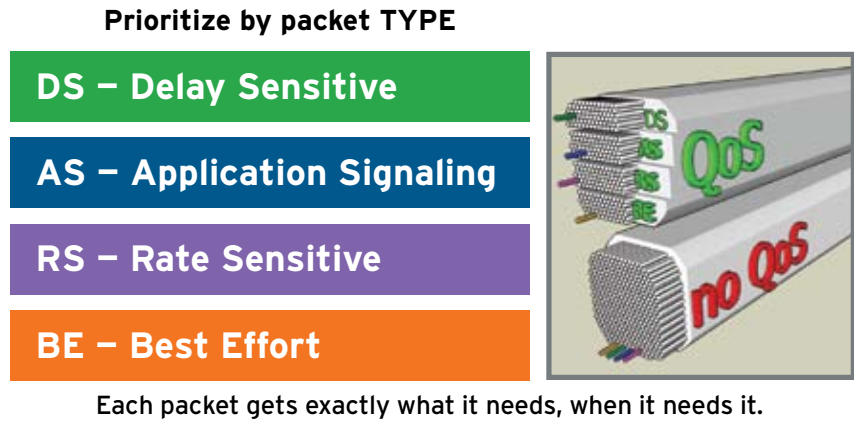 Prioritize by packet TYPE
DS – Delay Sensitive
AS – Application Signaling
RS – Rate Sensitive
BE – Best Effort
DS
AS
RS
BE
QoS
no QoS
Each packet gets exactly what it needs, when it needs it.